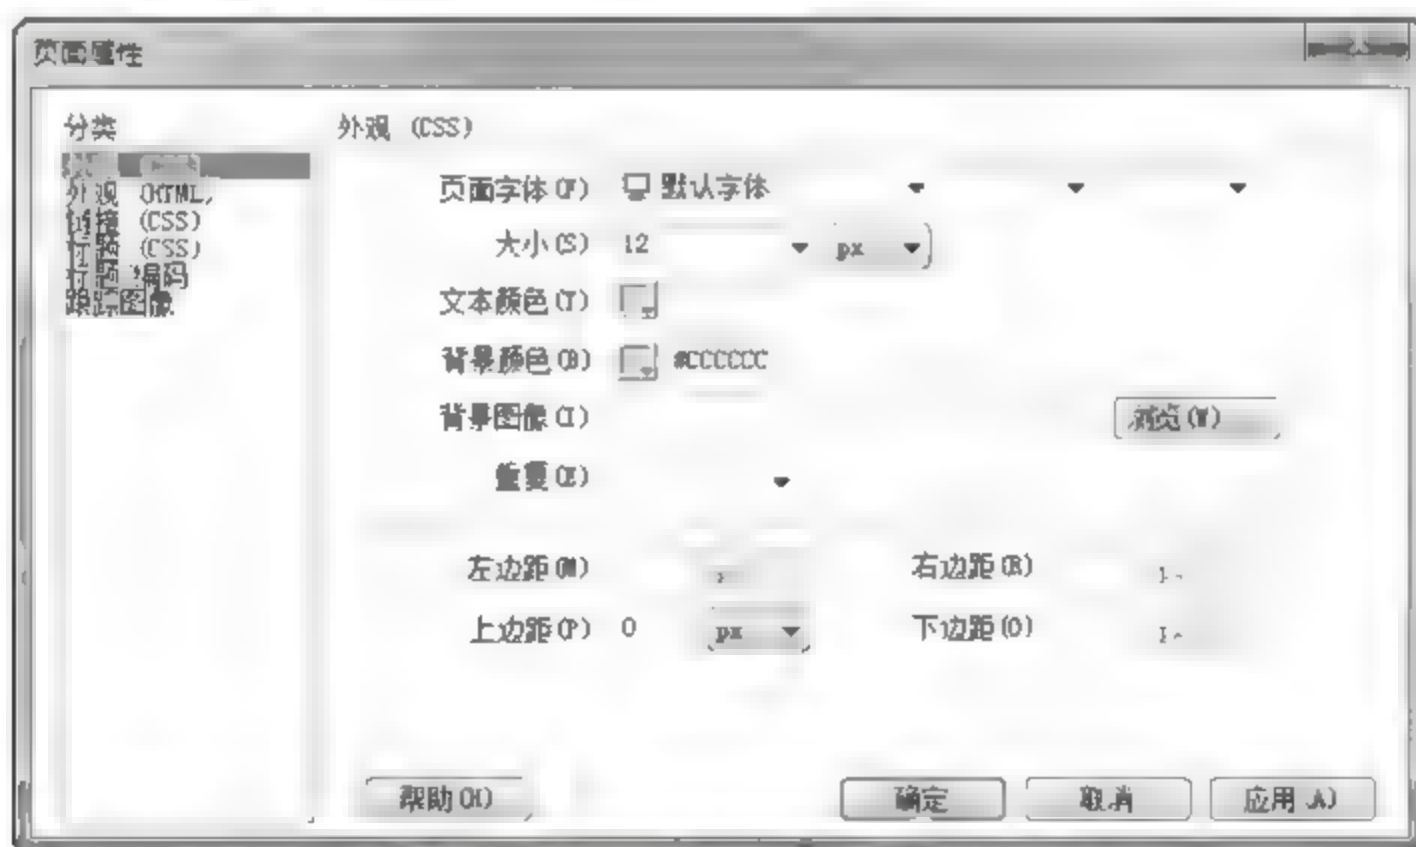 页面属性
分类
外观 (HTML)
链接 (CSS)
标题 (CSS)
标题/编码
跟踪图像
外观 (CSS)
页面字体(F) 默认字体
大小(S) 12 px
文本颜色(T)
背景颜色(B) #CCCCCC
背景图像(I) 浏览(W)
重复(E)
左边距(M) 右边距(R)
上边距(P) 0 px 下边距(O)
帮助(H) 确定 取消 应用(A)